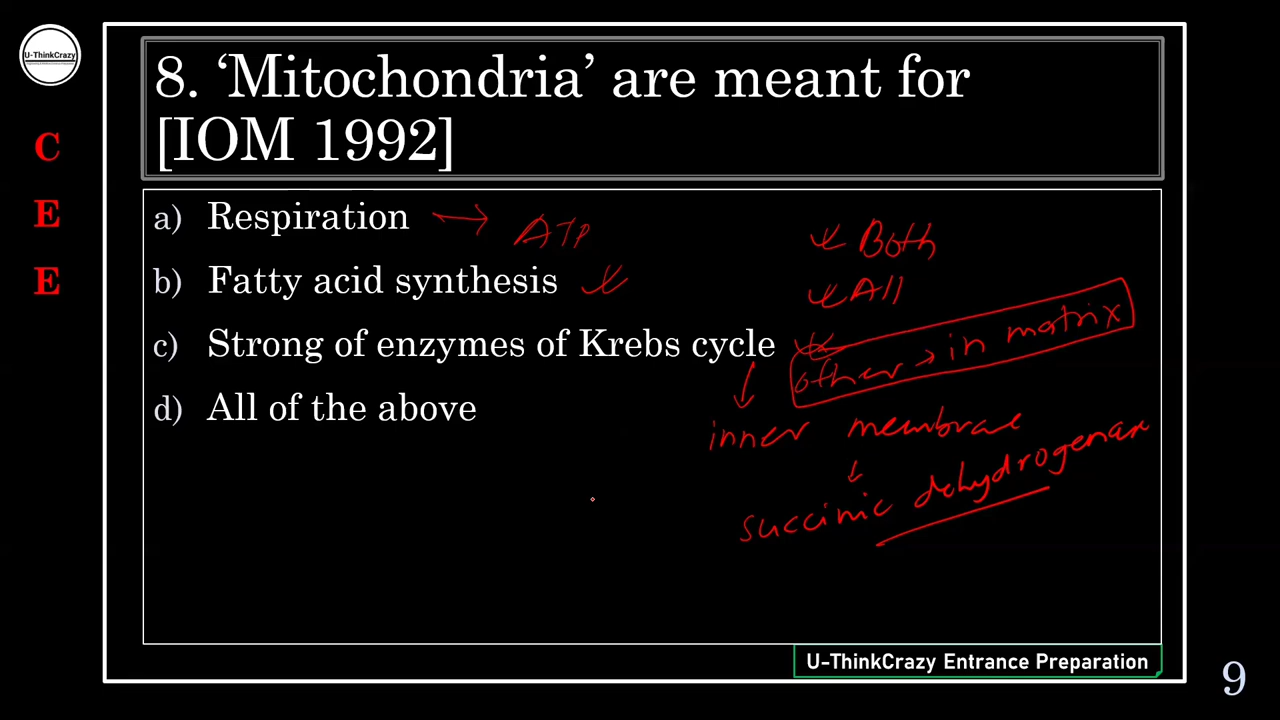 U-ThinkCrazy
C
E
E
8. ‘Mitochondria’ are meant for
[IOM 1992]
a) Respiration → ATP
b) Fatty acid synthesis
c) Strong of enzymes of Krebs cycle
d) All of the above
Both
All
other → in matrix
inner membrane
succinic dehydrogenase
U-ThinkCrazy Entrance Preparation
9